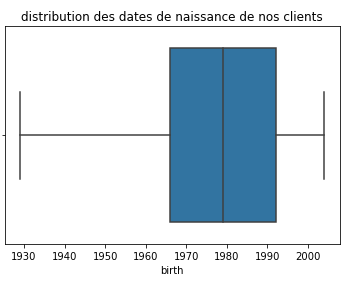 distribution des dates de naissance de nos clients
1930 1940 1950 1960 1970 1980 1990 2000
birth